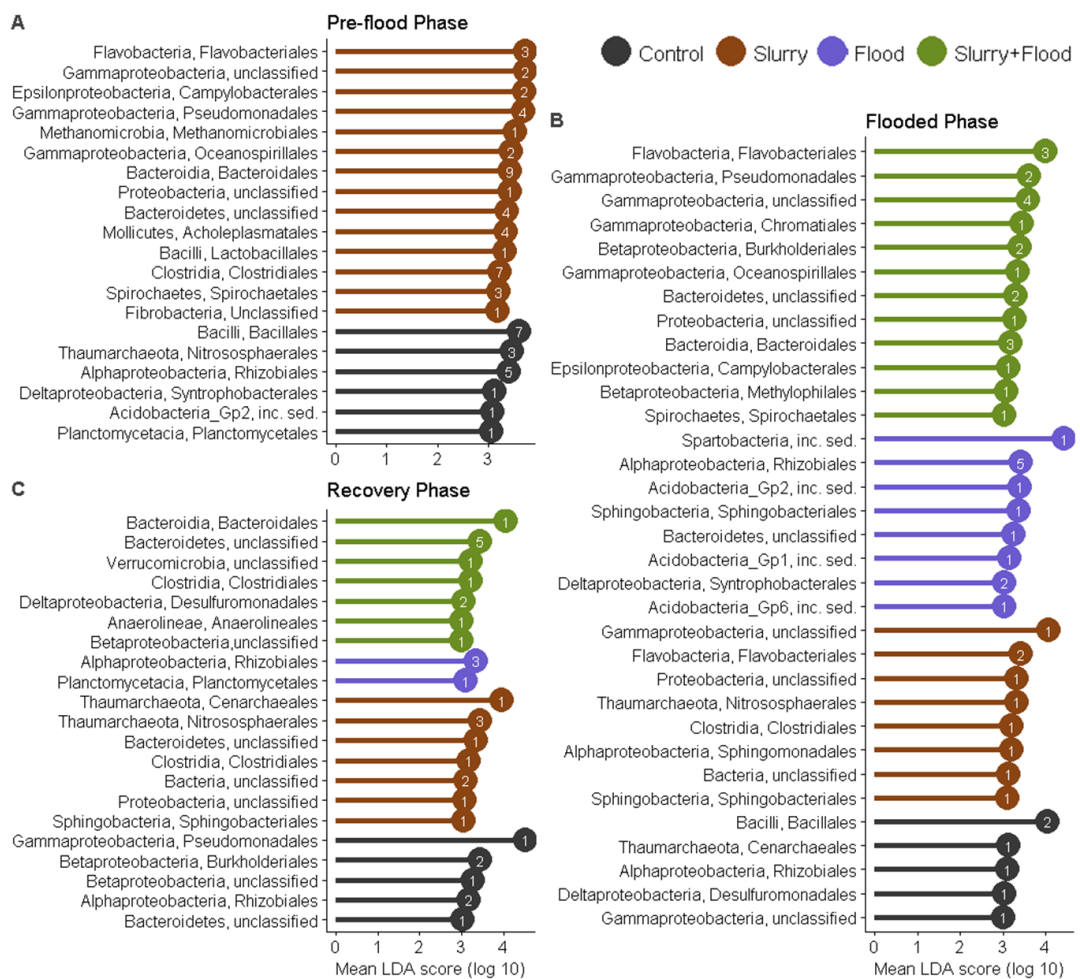 A
Pre-flood Phase
Flavobacteria, Flavobacteriales 3
Gammaproteobacteria, unclassified 2
Epsilonproteobacteria, Campylobacterales 2
Gammaproteobacteria, Pseudomonadales 4
Methanomicrobia, Methanomicrobiales 1
Gammaproteobacteria, Oceanospirillales 2
Bacteroidia, Bacteroidales 9
Proteobacteria, unclassified 1
Bacteroidetes, unclassified 4
Mollicutes, Acholeplasmatales 4
Bacilli, Lactobacillales 1
Clostridia, Clostridiales 7
Spirochaetes, Spirochaetales 3
Fibrobacteria, Unclassified 1
Bacilli, Bacillales 7
Thaumarchaeota, Nitrososphaerales 3
Alphaproteobacteria, Rhizobiales 5
Deltaproteobacteria, Syntrophobacterales 1
Acidobacteria_Gp2, inc. sed. 1
Planctomycetacia, Planctomycetales 1
0 1 2 3
Control Slurry Flood Slurry+Flood
B
Flooded Phase
Flavobacteria, Flavobacteriales 3
Gammaproteobacteria, Pseudomonadales 2
Gammaproteobacteria, unclassified 4
Gammaproteobacteria, Chromatiales 1
Betaproteobacteria, Burkholderiales 2
Gammaproteobacteria, Oceanospirillales 1
Bacteroidetes, unclassified 2
Proteobacteria, unclassified 1
Bacteroidia, Bacteroidales 3
Epsilonproteobacteria, Campylobacterales 1
Betaproteobacteria, Methylophilales 1
Spirochaetes, Spirochaetales 1
Spartobacteria, inc. sed. 1
Alphaproteobacteria, Rhizobiales 5
Acidobacteria_Gp2, inc. sed. 1
Sphingobacteria, Sphingobacteriales 1
Bacteroidetes, unclassified 1
Acidobacteria_Gp1, inc. sed. 1
Deltaproteobacteria, Syntrophobacterales 2
Acidobacteria_Gp6, inc. sed. 1
Gammaproteobacteria, unclassified 1
Flavobacteria, Flavobacteriales 2
Proteobacteria, unclassified 1
Thaumarchaeota, Nitrososphaerales 1
Clostridia, Clostridiales 1
Alphaproteobacteria, Sphingomonadales 1
Bacteria, unclassified 1
Sphingobacteria, Sphingobacteriales 1
Bacilli, Bacillales 2
Thaumarchaeota, Cenarchaeales 1
Alphaproteobacteria, Rhizobiales 1
Deltaproteobacteria, Desulfuromonadales 1
Gammaproteobacteria, unclassified 1
0 1 2 3 4
Mean LDA score (log 10)
C
Recovery Phase
Bacteroidia, Bacteroidales 1
Bacteroidetes, unclassified 5
Verrucomicrobia, unclassified 1
Clostridia, Clostridiales 1
Deltaproteobacteria, Desulfuromonadales 2
Anaerolineae, Anaerolineales 1
Betaproteobacteria,unclassified 1
Alphaproteobacteria, Rhizobiales 3
Planctomycetacia, Planctomycetales 1
Thaumarchaeota, Cenarchaeales 1
Thaumarchaeota, Nitrososphaerales 3
Bacteroidetes, unclassified 1
Clostridia, Clostridiales 1
Bacteria, unclassified 2
Proteobacteria, unclassified 1
Sphingobacteria, Sphingobacteriales 1
Gammaproteobacteria, Pseudomonadales 1
Betaproteobacteria, Burkholderiales 2
Betaproteobacteria, unclassified 1
Alphaproteobacteria, Rhizobiales 2
Bacteroidetes, unclassified 1
0 1 2 3 4
Mean LDA score (log 10)